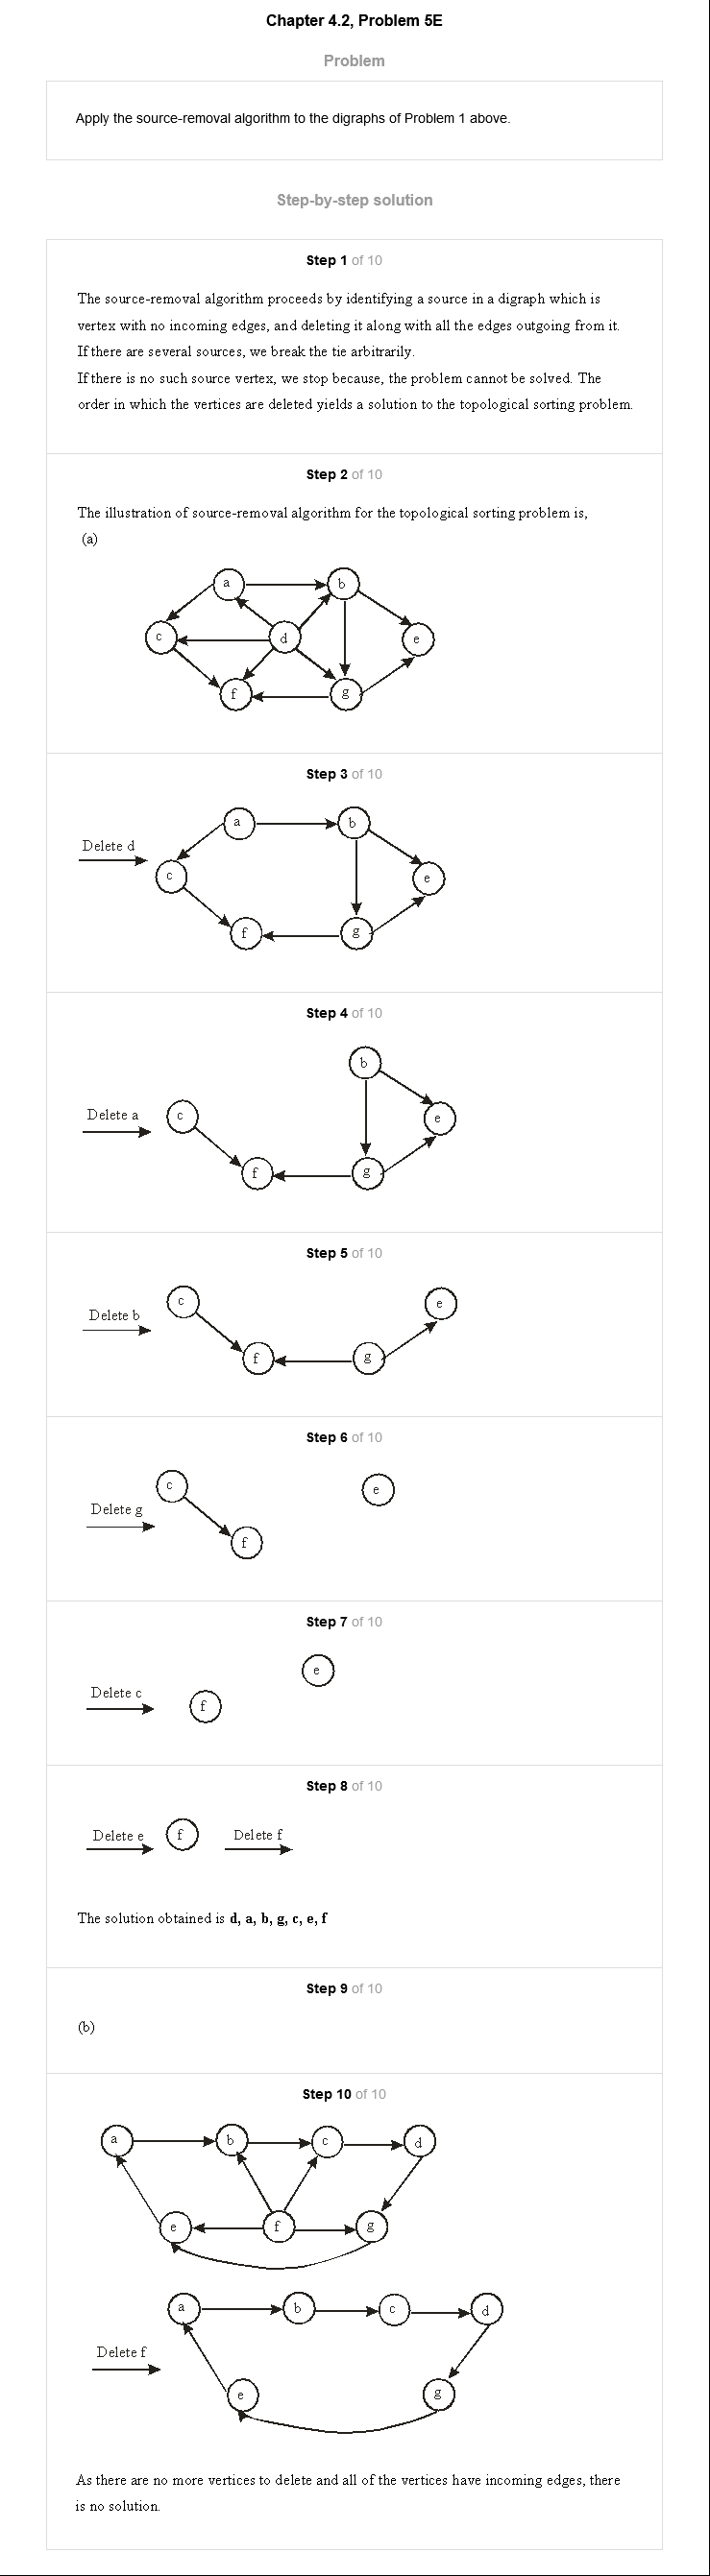 Chapter 4.2, Problem 5E
Problem
Apply the source-removal algorithm to the digraphs of Problem 1 above.
Step-by-step solution
Step 1 of 10
The source-removal algorithm proceeds by identifying a source in a digraph which is
vertex with no incoming edges, and deleting it along with all the edges outgoing from it.
If there are several sources, we break the tie arbitrarily.
If there is no such source vertex, we stop because, the problem cannot be solved. The
order in which the vertices are deleted yields a solution to the topological sorting problem.
Step 2 of 10
The illustration of source-removal algorithm for the topological sorting problem is,
(a)
a b
c d e
f g
Step 3 of 10
a b
Delete d
c e
f g
Step 4 of 10
b
Delete a c e
f g
Step 5 of 10
c e
Delete b
f g
Step 6 of 10
c e
Delete g
f
Step 7 of 10
e
Delete c f
Step 8 of 10
Delete e f Delete f
The solution obtained is d, a, b, g, c, e, f
Step 9 of 10
(b)
Step 10 of 10
a b c d
e f g
a b c d
Delete f
e g
As there are no more vertices to delete and all of the vertices have incoming edges, there
is no solution.